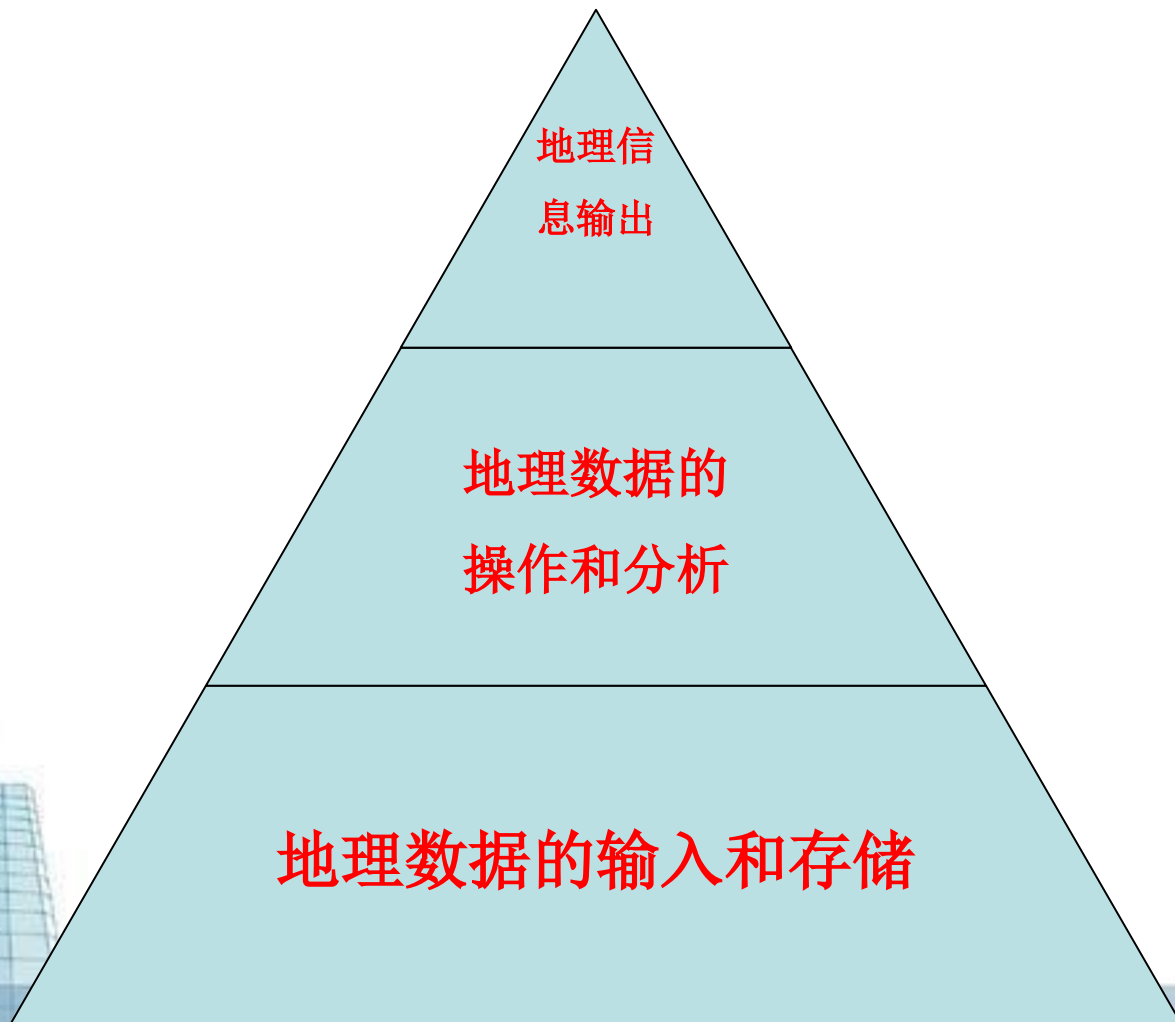 地理信
息输出
地理数据的
操作和分析
地理数据的输入和存储